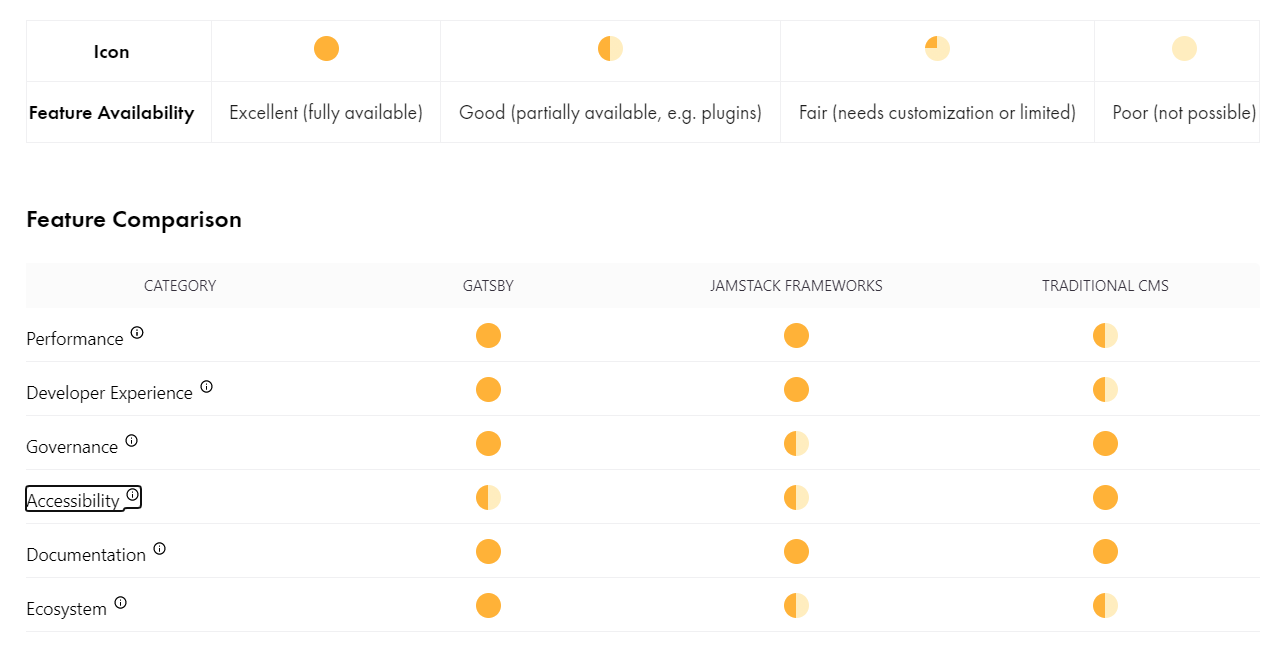 Icon
Feature Availability Excellent (fully available) Good (partially available, e.g. plugins) Fair (needs customization or limited) Poor (not possible)
Feature Comparison
CATEGORY GATSBY JAMSTACK FRAMEWORKS TRADITIONAL CMS
Performance
Developer Experience
Governance
Accessibility
Documentation
Ecosystem